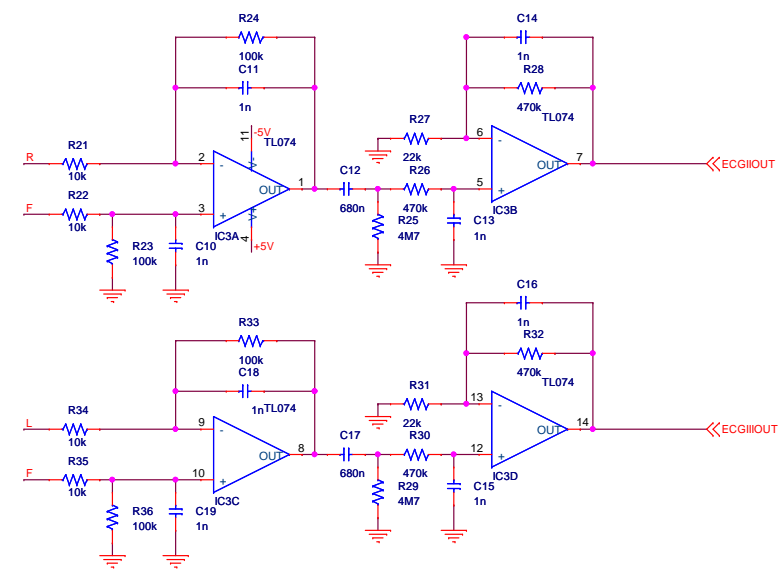 R24
100k
C11
1n
C14
1n
R28
470k
TL074
-5V
11
TL074
V-
R27
22k
6
-
R
R21
10k
2
-
OUT
7
ECGIIOUT
F
R22
10k
3
+
OUT
1
C12
680n
R26
470k
5
+
IC3B
R23
100k
C10
1n
IC3A
V+
4
+5V
R25
4M7
C13
1n
C16
1n
R33
100k
C18
1n
TL074
R32
470k
TL074
R31
22k
13
-
L
R34
10k
9
-
OUT
14
ECGIIIOUT
F
R35
10k
10
+
OUT
8
C17
680n
R30
470k
12
+
IC3D
R36
100k
C19
1n
IC3C
R29
4M7
C15
1n